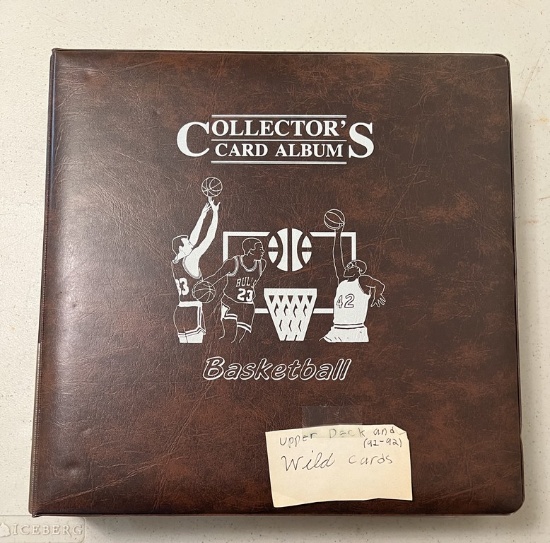 COLLECTOR'S
CARD ALBUM
33
BULLS
23
42
Basketball
upper Deck and
(92-92)
Wild cards
ICEBERG